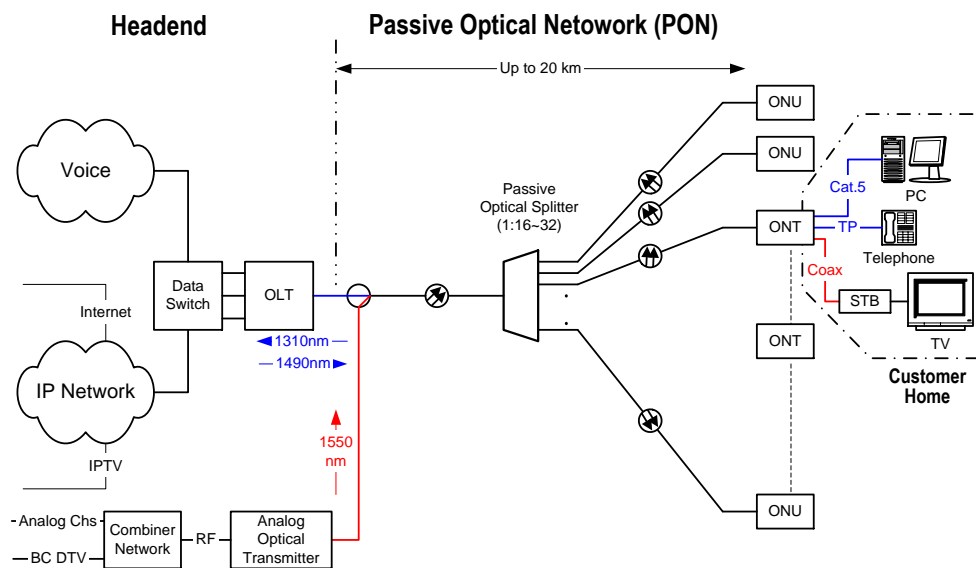 Headend
Passive Optical Netowork (PON)
Up to 20 km
ONU
Voice
ONU
PC
Cat.5
Passive
Optical Splitter
(1:16~32)
ONT
TP
Telephone
Coax
Data
Switch
OLT
STB
TV
Internet
1310nm
1490nm
ONT
IP Network
Customer
Home
1550
nm
IPTV
ONU
Analog Chs
BC DTV
Combiner
Network
RF
Analog
Optical
Transmitter